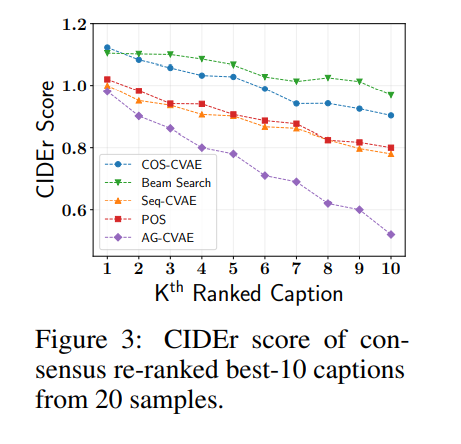 1.2
1.0
0.8
0.6
CIDEr Score
COS-CVAE
Beam Search
Seq-CVAE
POS
AG-CVAE
1 2 3 4 5 6 7 8 9 10
Kth Ranked Caption
Figure 3: CIDEr score of con-
sensus re-ranked best-10 captions
from 20 samples.